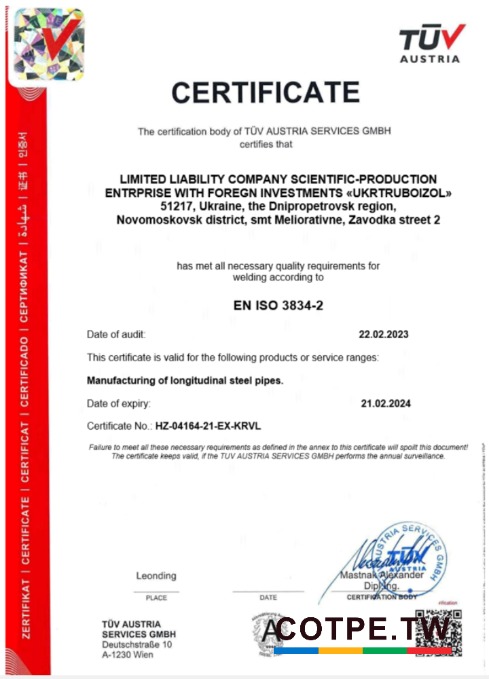 TÜV
AUSTRIA
CERTIFICATE
The certification body of TÜV AUSTRIA SERVICES GMBH
certifies that
LIMITED LIABILITY COMPANY SCIENTIFIC-PRODUCTION
ENTRPRISE WITH FOREGN INVESTMENTS «UKRTRUBOIZOL»
51217, Ukraine, the Dnipropetrovsk region,
Novomoskovsk district, smt Meliorativne, Zavodka street 2
has met all necessary quality requirements for
welding according to
EN ISO 3834-2
Date of audit: 22.02.2023
This certificate is valid for the following products or service ranges:
Manufacturing of longitudinal steel pipes.
Date of expiry: 21.02.2024
Certificate No.: HZ-04164-21-EX-KRVL
Failure to meet all these necessary requirements as defined in the annex to this certificate will spoilt this document!
The certificate keeps valid, if the TÜV AUSTRIA SERVICES GMBH performs the annual surveillance.
AUSTRIA SERVICES GMBH
TÜV
AUSTRIA
Leonding
Mastnak Alexander
Dipl.Ing.
PLACE
DATE
CERTIFICATION BODY
TÜV AUSTRIA
SERVICES GMBH
Deutschstraße 10
A-1230 Wien
COTPE.TW
ZERTIFIKAT | CERTIFICATE | CERTIFICAT | CERTIFICADO | СЕРТИФИКАТ | شهادة | 证书 | 인증서